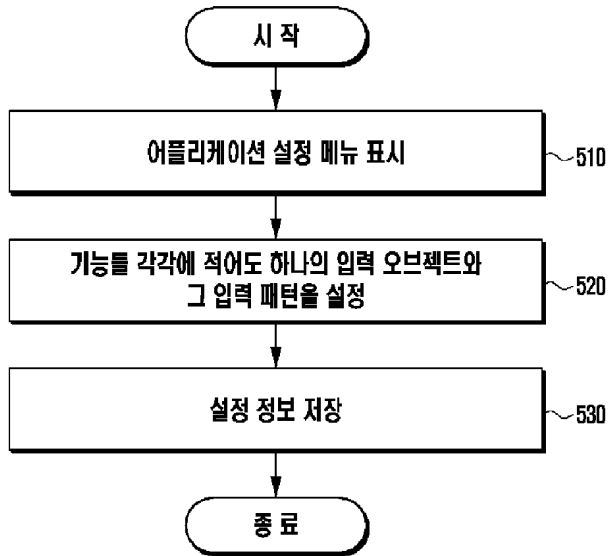 시 작
어플리케이션 설정 메뉴 표시
510
기능들 각각에 적어도 하나의 입력 오브젝트와
그 입력 패턴을 설정
520
설정 정보 저장
530
종 료